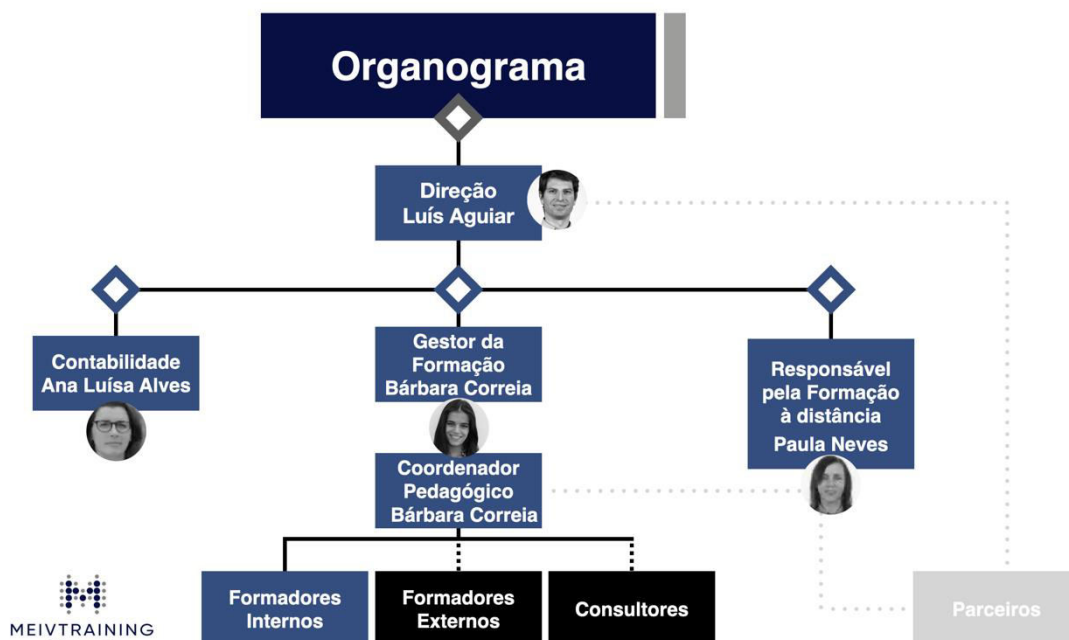 Organograma
Direção
Luís Aguiar
Contabilidade
Ana Luísa Alves
Gestor da
Formação
Bárbara Correia
Responsável
pela Formação
à distância
Paula Neves
Coordenador
Pedagógico
Bárbara Correia
Formadores
Internos
Formadores
Externos
Consultores
Parceiros
MEIVTRAINING